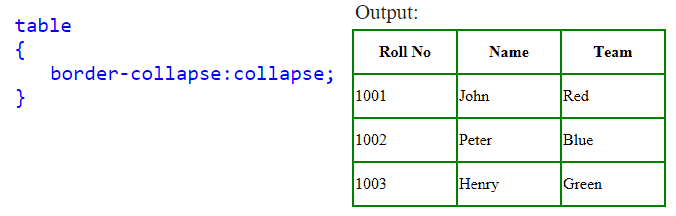 table
{
border-collapse:collapse;
}
Output:
Roll No Name Team
1001 John Red
1002 Peter Blue
1003 Henry Green